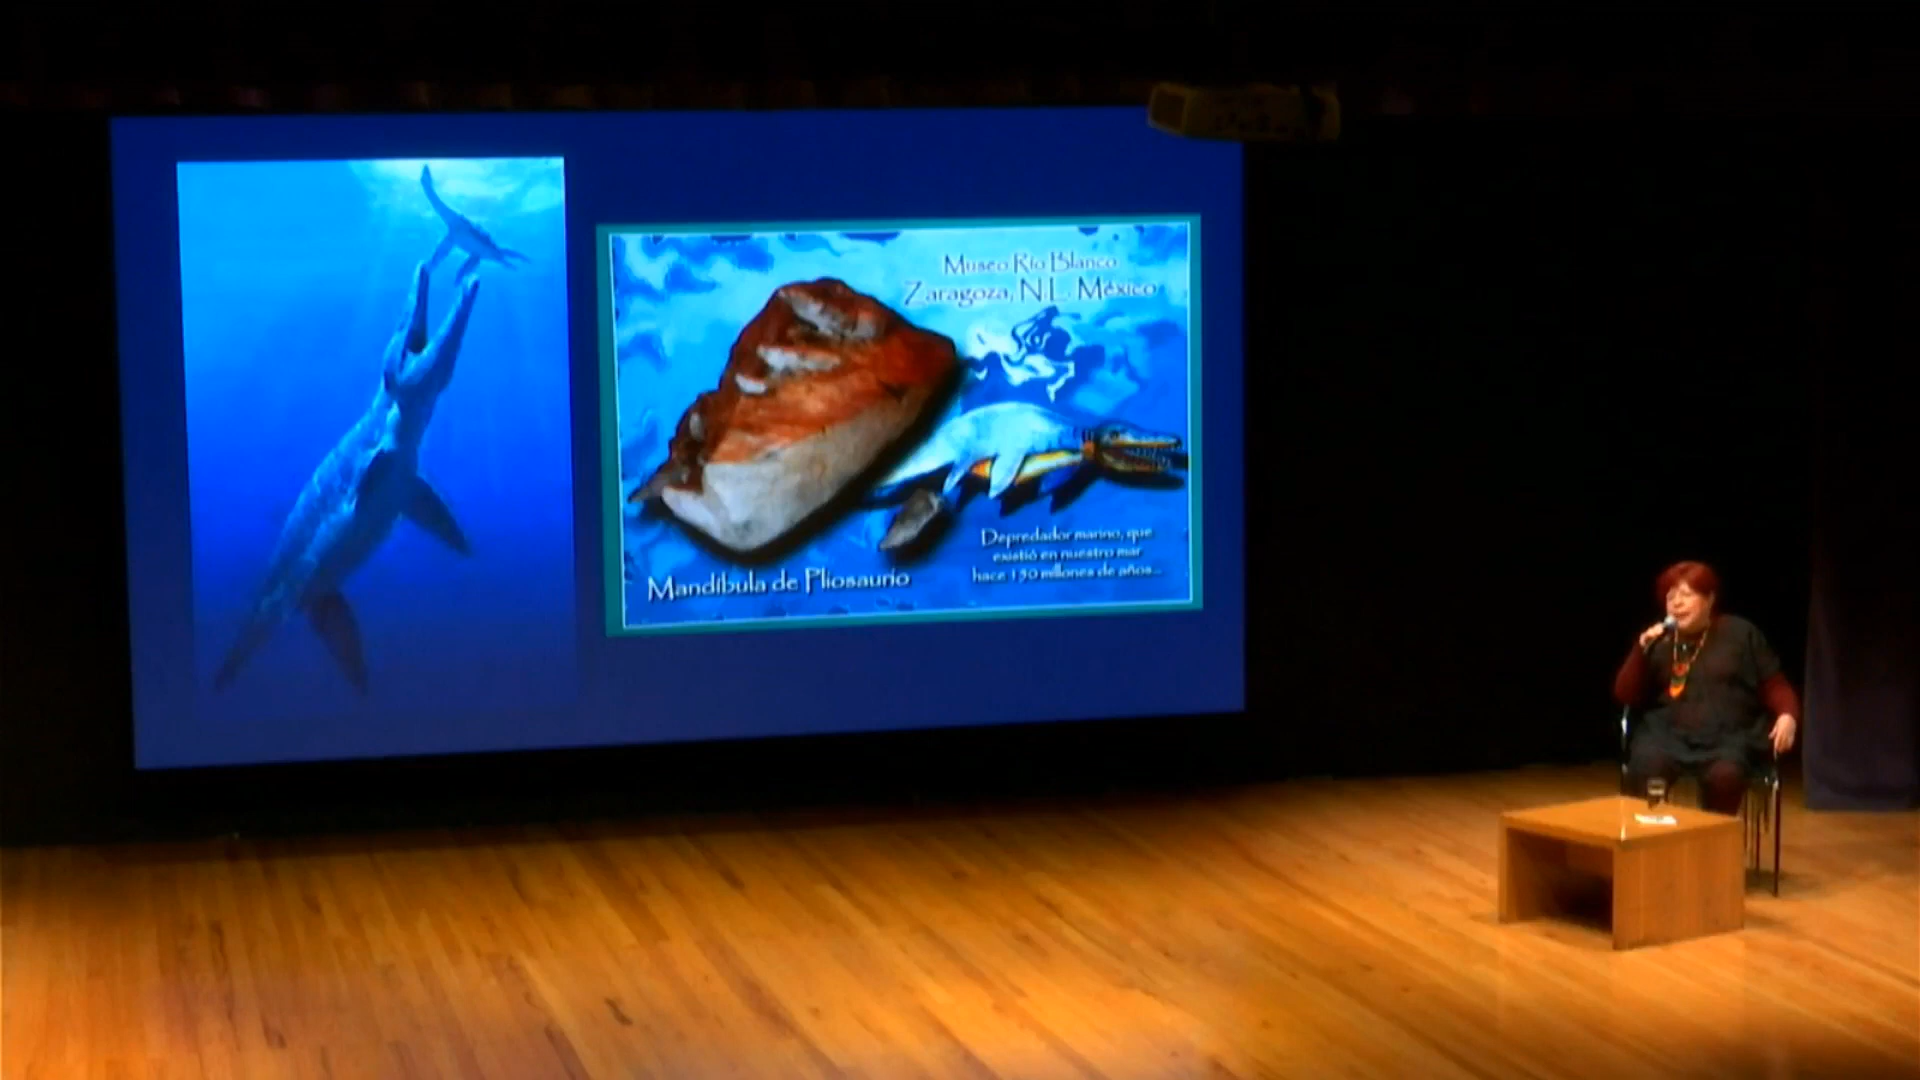 Museo Río Blanco
Zaragoza, N.L. México
Depredador marino, que
existió en nuestro mar
hace 150 millones de años...
Mandíbula de Pliosaurio